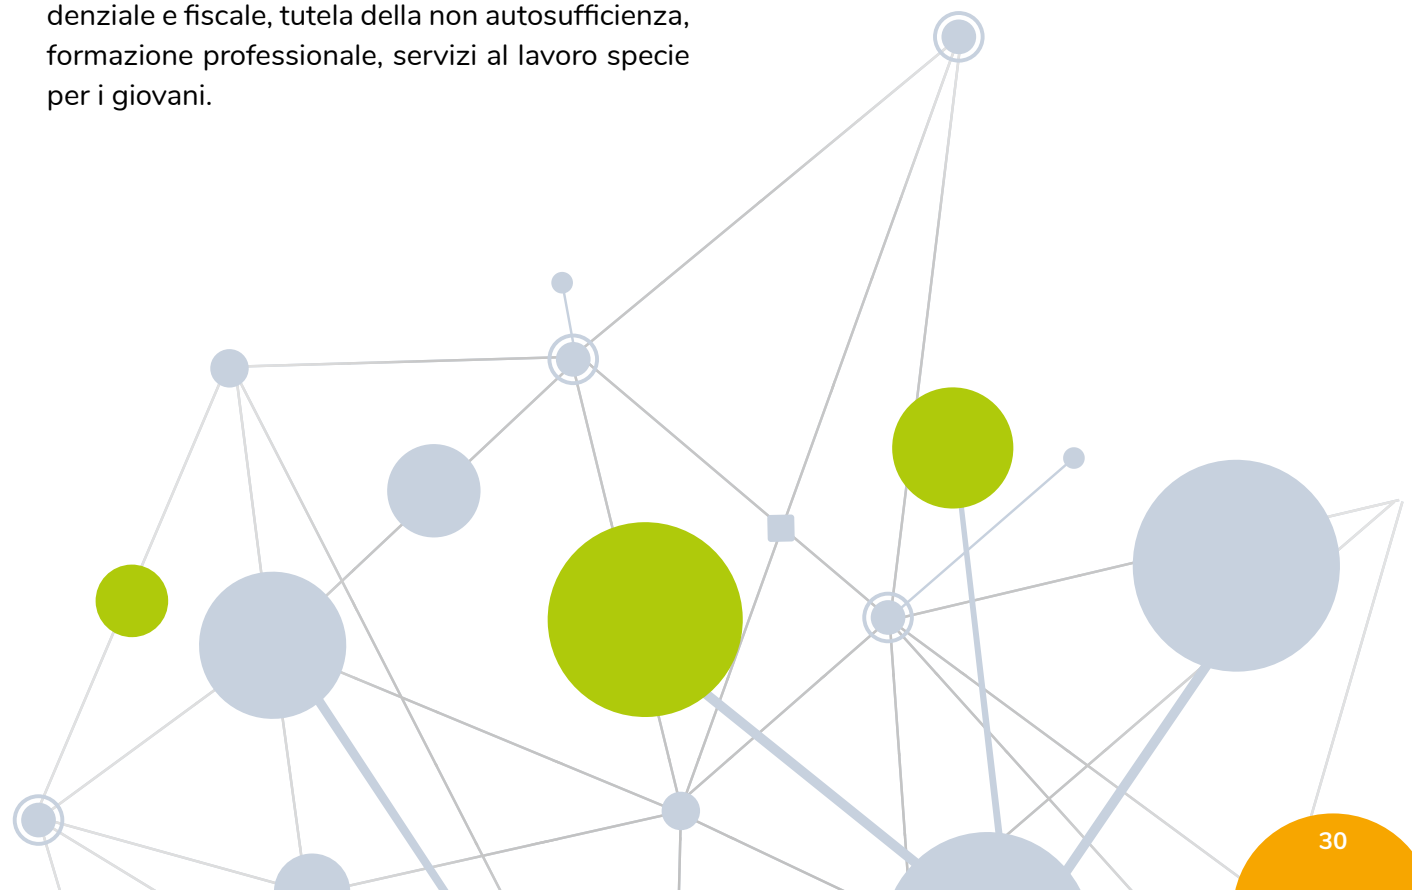 denziale e fiscale, tutela della non autosufficienza,
formazione professionale, servizi al lavoro specie
per i giovani.
30